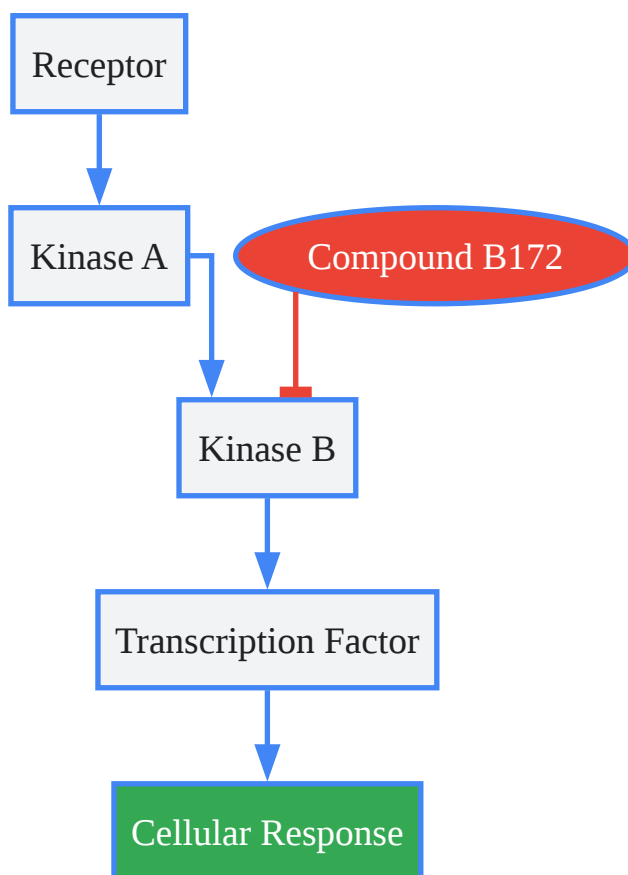 Receptor
Kinase A
Compound B172
Kinase B
Transcription Factor
Cellular Response